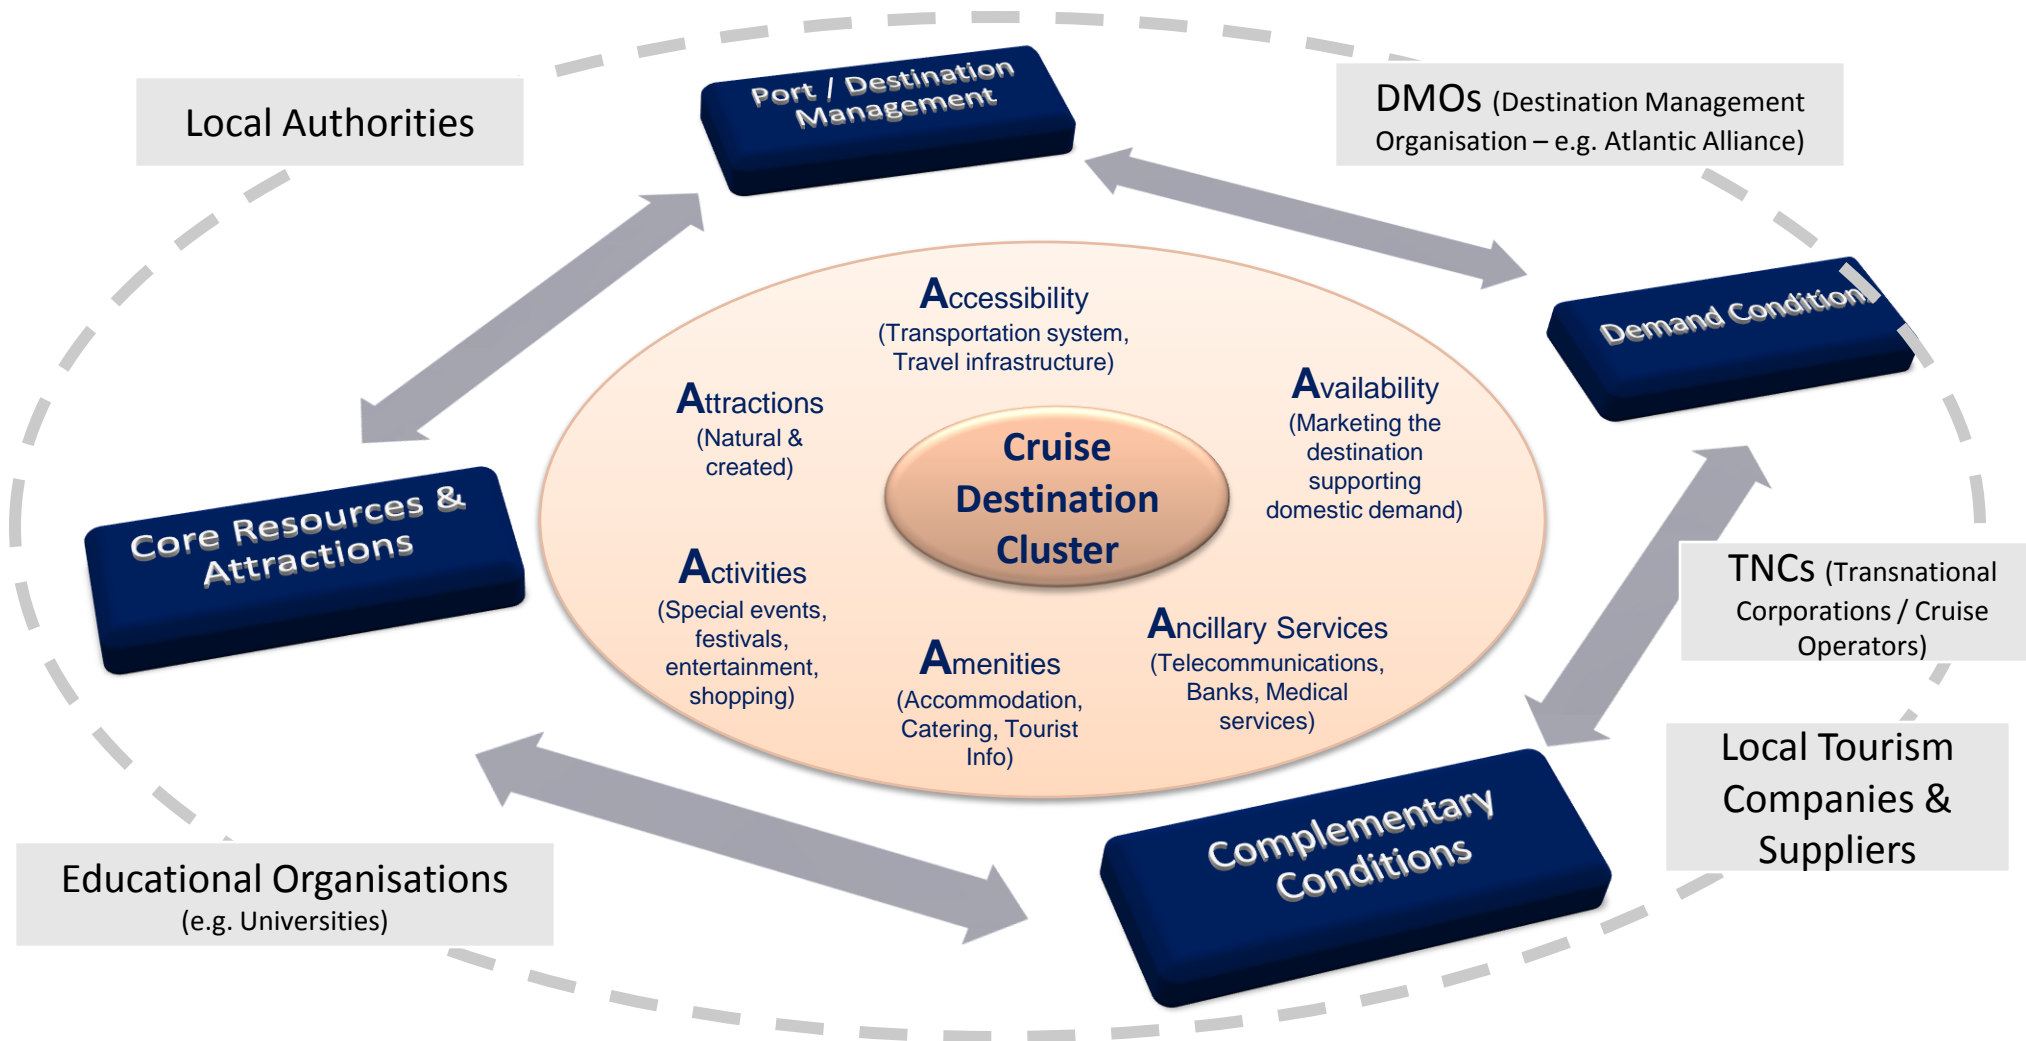 Port / Destination
Management
Local Authorities
DMOs (Destination Management
Organisation – e.g. Atlantic Alliance)
Demand Condition
Accessibility
(Transportation system,
Travel infrastructure)
Attractions
(Natural &
created)
Availability
(Marketing the
destination
supporting
domestic demand)
Cruise
Destination
Cluster
Core Resources &
Attractions
Activities
(Special events,
festivals,
entertainment,
shopping)
Amenities
(Accommodation,
Catering, Tourist
Info)
Ancillary Services
(Telecommunications,
Banks, Medical
services)
TNCs (Transnational
Corporations / Cruise
Operators)
Local Tourism
Companies &
Suppliers
Complementary
Conditions
Educational Organisations
(e.g. Universities)